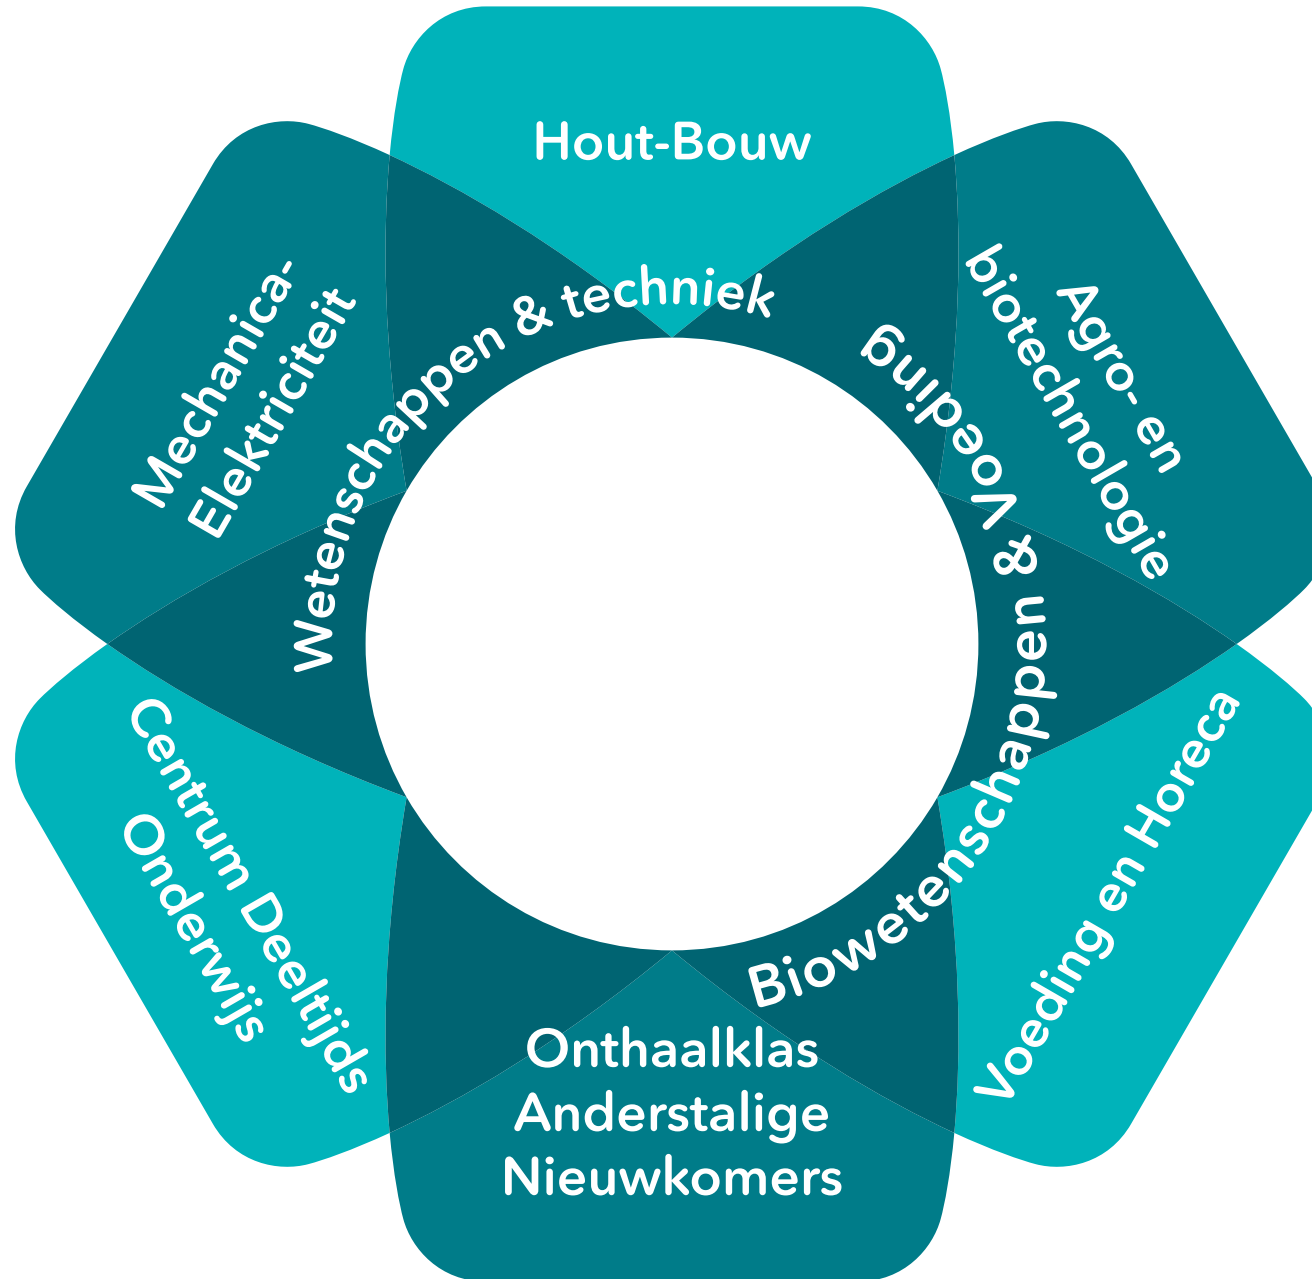 Hout-Bouw
Agro- en
biotechnologie
Voeding en Horeca
Onthaalklas
Anderstalige
Nieuwkomers
Centrum Deeltijds
Onderwijs
Mechanica-
Elektriciteit
Wetenschappen & techniek
Biowetenschappen & Voeding